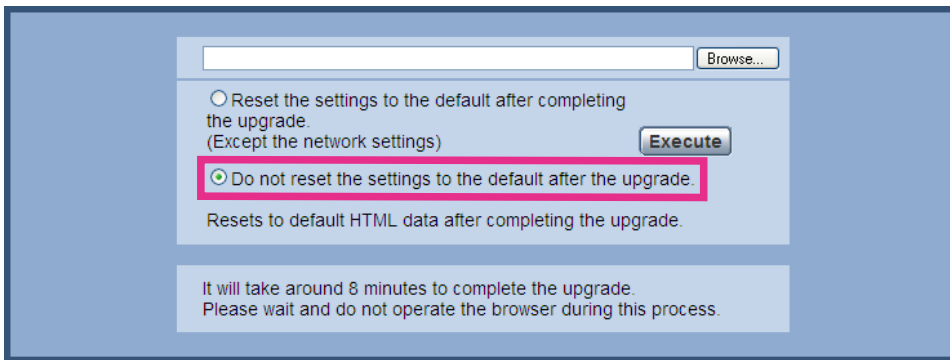 Browse...
Reset the settings to the default after completing
the upgrade.
(Except the network settings)
Execute
Do not reset the settings to the default after the upgrade.
Resets to default HTML data after completing the upgrade.
It will take around 8 minutes to complete the upgrade.
Please wait and do not operate the browser during this process.